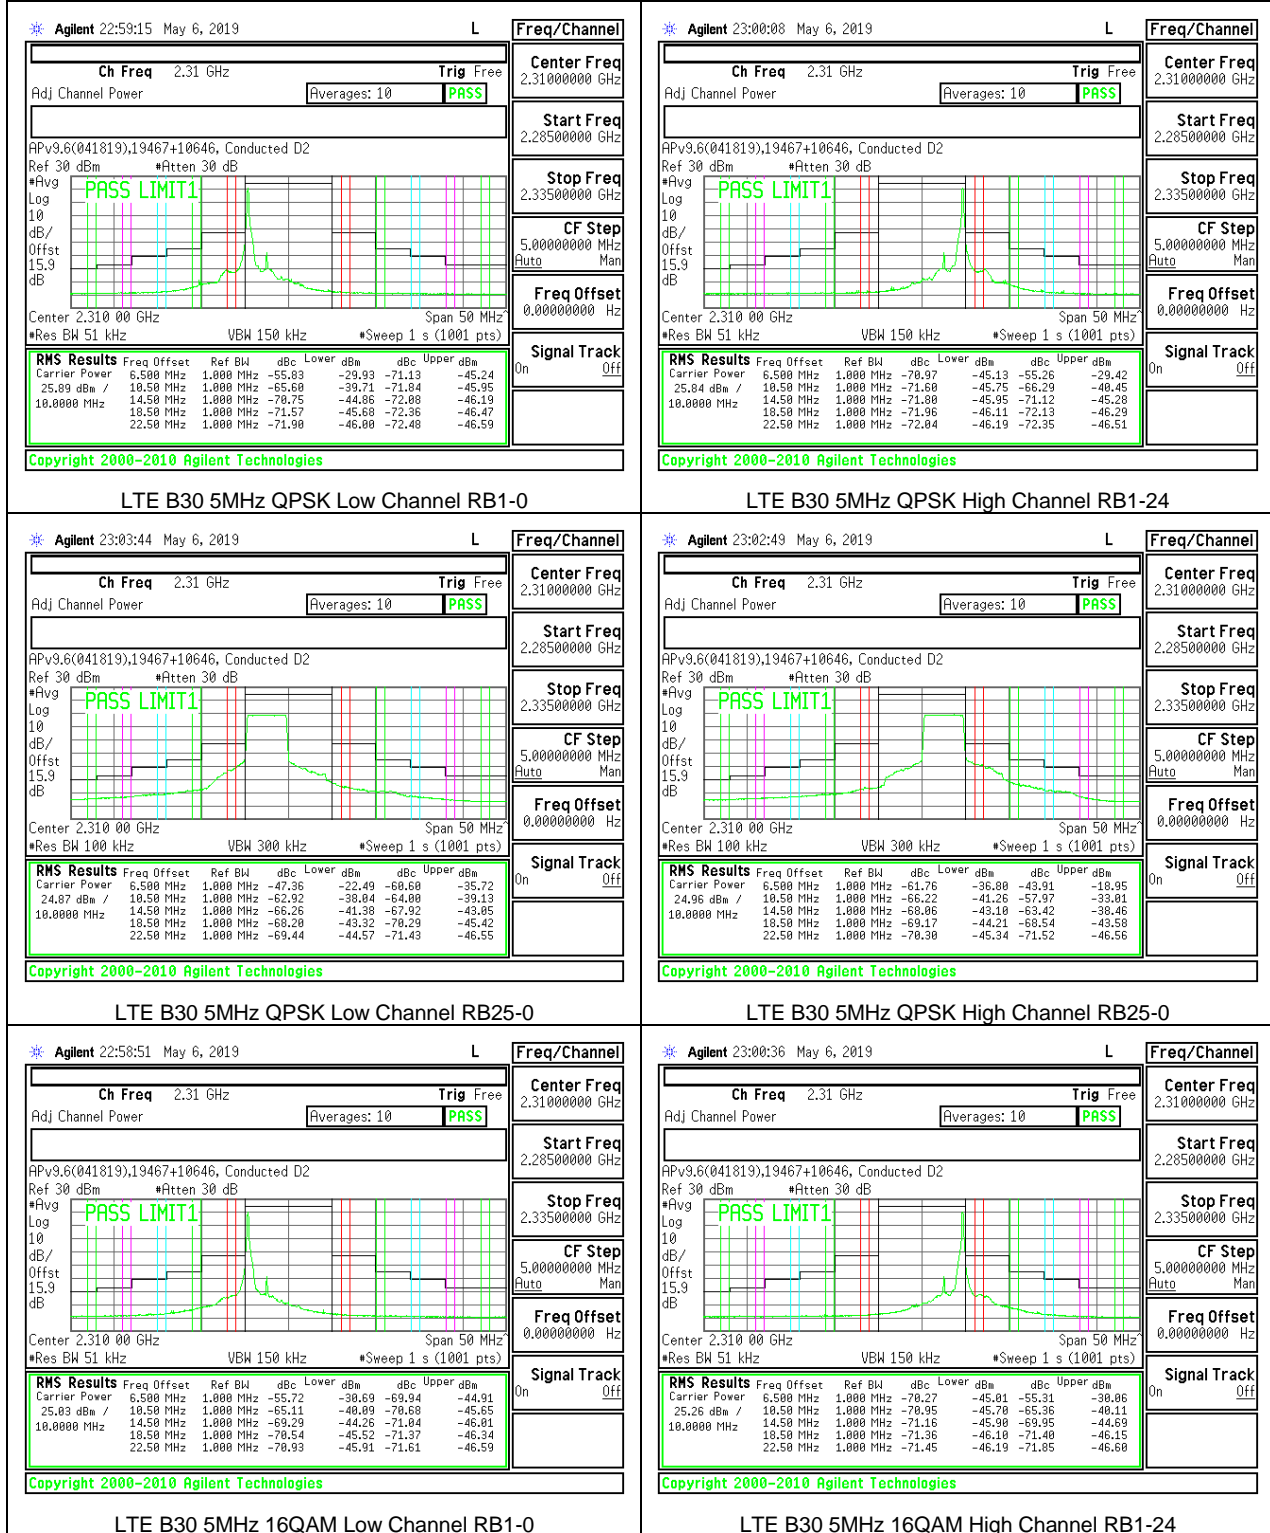 Agilent 22:59:15 May 6, 2019 L Freq/Channel
Ch Freq 2.31 GHz Trig Free
Adj Channel Power Averages: 10 PASS
APv9.6(041819),19467+10646, Conducted D2
Ref 30 dBm #Atten 30 dB
#Avg
Log
10
dB/
Offst
15.9
dB
PASS LIMIT1
Center 2.310 00 GHz Span 50 MHz
#Res BW 51 kHz VBW 150 kHz #Sweep 1 s (1001 pts)
RMS Results Freq Offset Ref BW dBc Lower dBm dBc Upper dBm
Carrier Power 6.500 MHz 1.000 MHz -55.83 -29.93 -71.13 -45.24
25.89 dBm / 10.50 MHz 1.000 MHz -65.60 -39.71 -71.84 -45.95
10.0000 MHz 14.50 MHz 1.000 MHz -70.75 -44.86 -72.08 -46.19
18.50 MHz 1.000 MHz -71.57 -45.68 -72.36 -46.47
22.50 MHz 1.000 MHz -71.90 -46.00 -72.48 -46.59
Copyright 2000-2010 Agilent Technologies
Center Freq
2.31000000 GHz
Start Freq
2.28500000 GHz
Stop Freq
2.33500000 GHz
CF Step
5.00000000 MHz
Auto Man
Freq Offset
0.00000000 Hz
Signal Track
On Off
LTE B30 5MHz QPSK Low Channel RB1-0
Agilent 23:00:08 May 6, 2019 L Freq/Channel
Ch Freq 2.31 GHz Trig Free
Adj Channel Power Averages: 10 PASS
APv9.6(041819),19467+10646, Conducted D2
Ref 30 dBm #Atten 30 dB
#Avg
Log
10
dB/
Offst
15.9
dB
PASS LIMIT1
Center 2.310 00 GHz Span 50 MHz
#Res BW 51 kHz VBW 150 kHz #Sweep 1 s (1001 pts)
RMS Results Freq Offset Ref BW dBc Lower dBm dBc Upper dBm
Carrier Power 6.500 MHz 1.000 MHz -70.97 -45.13 -55.26 -29.42
25.84 dBm / 10.50 MHz 1.000 MHz -71.60 -45.75 -66.29 -40.45
10.0000 MHz 14.50 MHz 1.000 MHz -71.80 -45.95 -71.12 -45.28
18.50 MHz 1.000 MHz -71.96 -46.11 -72.13 -46.29
22.50 MHz 1.000 MHz -72.04 -46.19 -72.35 -46.51
Copyright 2000-2010 Agilent Technologies
Center Freq
2.31000000 GHz
Start Freq
2.28500000 GHz
Stop Freq
2.33500000 GHz
CF Step
5.00000000 MHz
Auto Man
Freq Offset
0.00000000 Hz
Signal Track
On Off
LTE B30 5MHz QPSK High Channel RB1-24
Agilent 23:03:44 May 6, 2019 L Freq/Channel
Ch Freq 2.31 GHz Trig Free
Adj Channel Power Averages: 10 PASS
APv9.6(041819),19467+10646, Conducted D2
Ref 30 dBm #Atten 30 dB
#Avg
Log
10
dB/
Offst
15.9
dB
PASS LIMIT1
Center 2.310 00 GHz Span 50 MHz
#Res BW 100 kHz VBW 300 kHz #Sweep 1 s (1001 pts)
RMS Results Freq Offset Ref BW dBc Lower dBm dBc Upper dBm
Carrier Power 6.500 MHz 1.000 MHz -47.36 -22.49 -60.60 -35.72
24.87 dBm / 10.50 MHz 1.000 MHz -62.92 -38.04 -64.00 -39.13
10.0000 MHz 14.50 MHz 1.000 MHz -66.26 -41.38 -67.92 -43.05
18.50 MHz 1.000 MHz -68.20 -43.32 -70.29 -45.42
22.50 MHz 1.000 MHz -69.44 -44.57 -71.43 -46.55
Copyright 2000-2010 Agilent Technologies
Center Freq
2.31000000 GHz
Start Freq
2.28500000 GHz
Stop Freq
2.33500000 GHz
CF Step
5.00000000 MHz
Auto Man
Freq Offset
0.00000000 Hz
Signal Track
On Off
LTE B30 5MHz QPSK Low Channel RB25-0
Agilent 23:02:49 May 6, 2019 L Freq/Channel
Ch Freq 2.31 GHz Trig Free
Adj Channel Power Averages: 10 PASS
APv9.6(041819),19467+10646, Conducted D2
Ref 30 dBm #Atten 30 dB
#Avg
Log
10
dB/
Offst
15.9
dB
PASS LIMIT1
Center 2.310 00 GHz Span 50 MHz
#Res BW 100 kHz VBW 300 kHz #Sweep 1 s (1001 pts)
RMS Results Freq Offset Ref BW dBc Lower dBm dBc Upper dBm
Carrier Power 6.500 MHz 1.000 MHz -61.76 -36.80 -43.91 -18.95
24.96 dBm / 10.50 MHz 1.000 MHz -66.22 -41.26 -57.97 -33.01
10.0000 MHz 14.50 MHz 1.000 MHz -68.06 -43.10 -63.42 -38.46
18.50 MHz 1.000 MHz -69.17 -44.21 -68.54 -43.58
22.50 MHz 1.000 MHz -70.30 -45.34 -71.52 -46.56
Copyright 2000-2010 Agilent Technologies
Center Freq
2.31000000 GHz
Start Freq
2.28500000 GHz
Stop Freq
2.33500000 GHz
CF Step
5.00000000 MHz
Auto Man
Freq Offset
0.00000000 Hz
Signal Track
On Off
LTE B30 5MHz QPSK High Channel RB25-0
Agilent 22:58:51 May 6, 2019 L Freq/Channel
Ch Freq 2.31 GHz Trig Free
Adj Channel Power Averages: 10 PASS
APv9.6(041819),19467+10646, Conducted D2
Ref 30 dBm #Atten 30 dB
#Avg
Log
10
dB/
Offst
15.9
dB
PASS LIMIT1
Center 2.310 00 GHz Span 50 MHz
#Res BW 51 kHz VBW 150 kHz #Sweep 1 s (1001 pts)
RMS Results Freq Offset Ref BW dBc Lower dBm dBc Upper dBm
Carrier Power 6.500 MHz 1.000 MHz -55.72 -30.69 -69.94 -44.91
25.03 dBm / 10.50 MHz 1.000 MHz -65.11 -40.09 -70.68 -45.65
10.0000 MHz 14.50 MHz 1.000 MHz -69.29 -44.26 -71.04 -46.01
18.50 MHz 1.000 MHz -70.54 -45.52 -71.37 -46.34
22.50 MHz 1.000 MHz -70.93 -45.91 -71.61 -46.59
Copyright 2000-2010 Agilent Technologies
Center Freq
2.31000000 GHz
Start Freq
2.28500000 GHz
Stop Freq
2.33500000 GHz
CF Step
5.00000000 MHz
Auto Man
Freq Offset
0.00000000 Hz
Signal Track
On Off
LTE B30 5MHz 16QAM Low Channel RB1-0
Agilent 23:00:36 May 6, 2019 L Freq/Channel
Ch Freq 2.31 GHz Trig Free
Adj Channel Power Averages: 10 PASS
APv9.6(041819),19467+10646, Conducted D2
Ref 30 dBm #Atten 30 dB
#Avg
Log
10
dB/
Offst
15.9
dB
PASS LIMIT1
Center 2.310 00 GHz Span 50 MHz
#Res BW 51 kHz VBW 150 kHz #Sweep 1 s (1001 pts)
RMS Results Freq Offset Ref BW dBc Lower dBm dBc Upper dBm
Carrier Power 6.500 MHz 1.000 MHz -70.27 -45.01 -55.31 -30.06
25.26 dBm / 10.50 MHz 1.000 MHz -70.95 -45.70 -65.36 -40.11
10.0000 MHz 14.50 MHz 1.000 MHz -71.16 -45.90 -69.95 -44.69
18.50 MHz 1.000 MHz -71.36 -46.10 -71.40 -46.15
22.50 MHz 1.000 MHz -71.45 -46.19 -71.85 -46.60
Copyright 2000-2010 Agilent Technologies
Center Freq
2.31000000 GHz
Start Freq
2.28500000 GHz
Stop Freq
2.33500000 GHz
CF Step
5.00000000 MHz
Auto Man
Freq Offset
0.00000000 Hz
Signal Track
On Off
LTE B30 5MHz 16QAM High Channel RB1-24